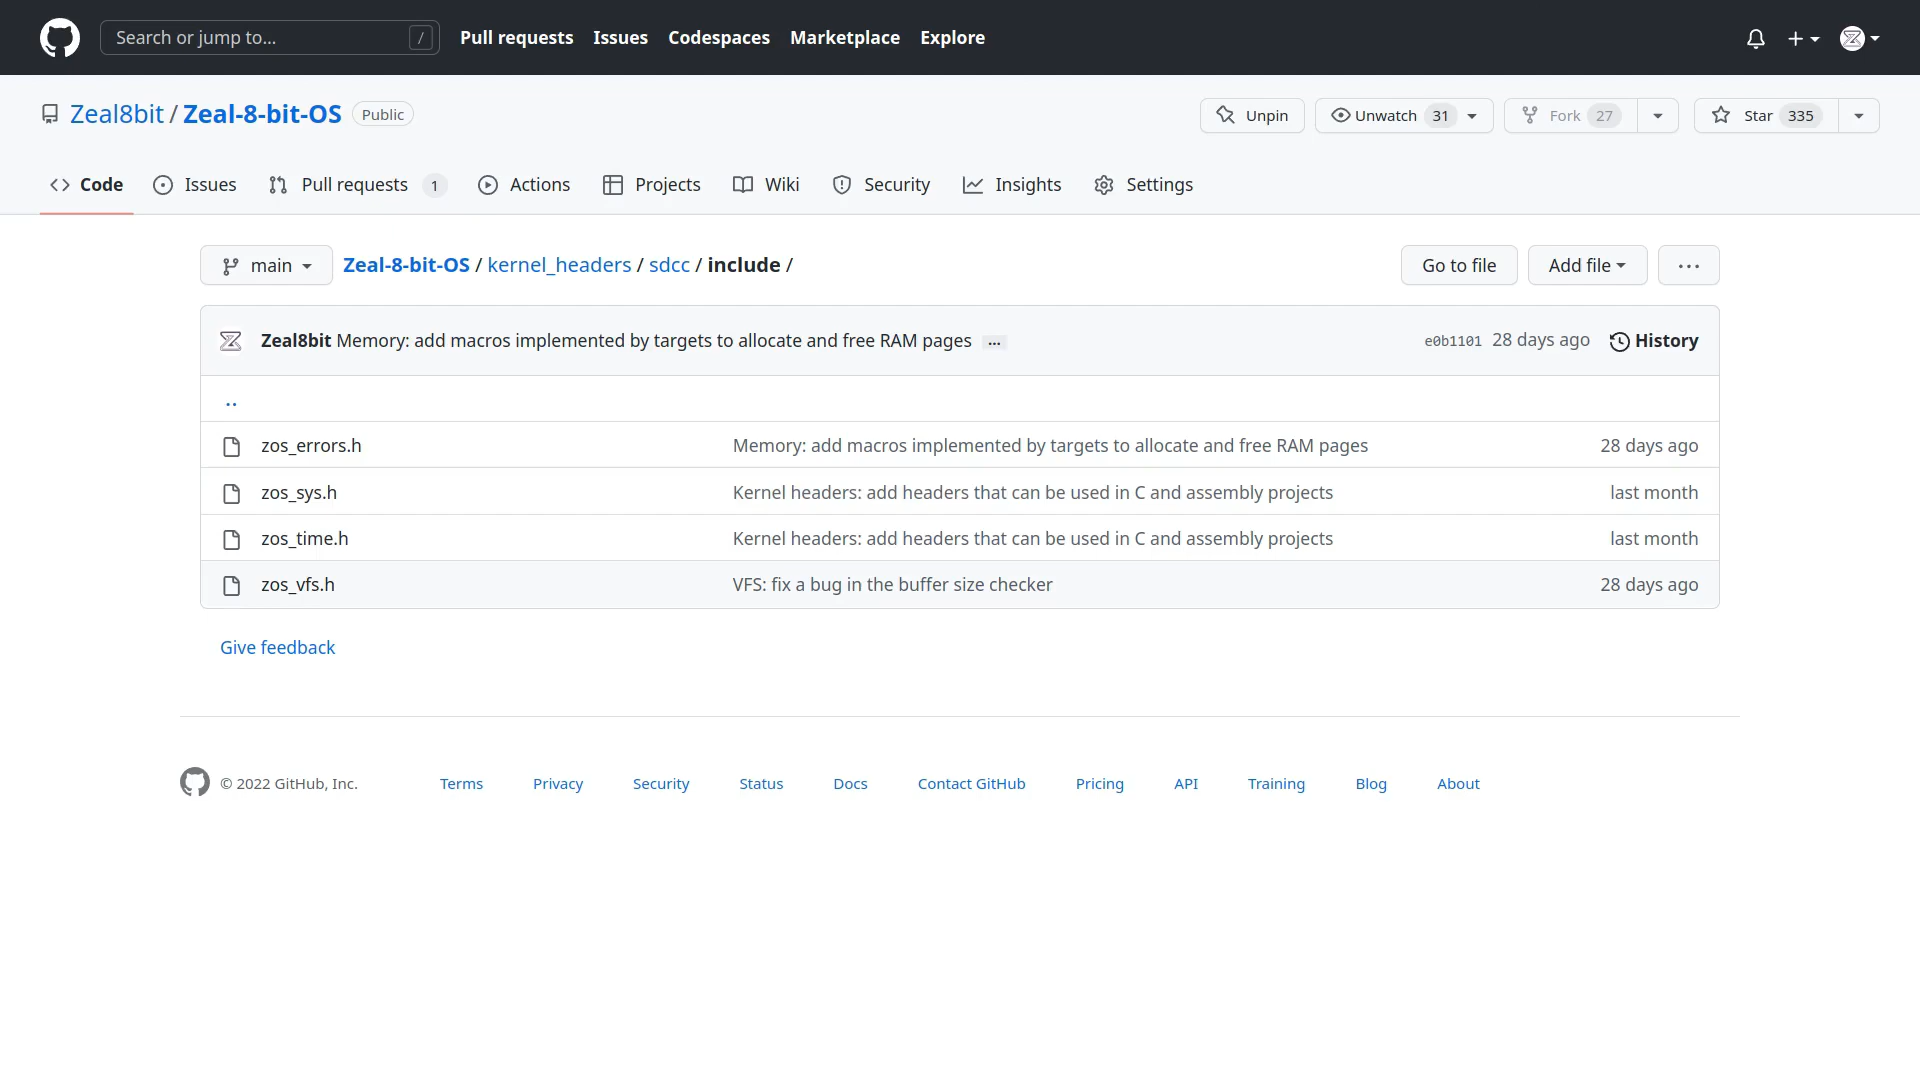 Search or jump to... /
Pull requests Issues Codespaces Marketplace Explore
Zeal8bit / Zeal-8-bit-OS Public
Unpin Unwatch 31 Fork 27 Star 335
Code Issues Pull requests 1 Actions Projects Wiki Security Insights Settings
main Zeal-8-bit-OS / kernel_headers / sdcc / include / Go to file Add file ...
Zeal8bit Memory: add macros implemented by targets to allocate and free RAM pages ... e0b1101 28 days ago History
..
zos_errors.h Memory: add macros implemented by targets to allocate and free RAM pages 28 days ago
zos_sys.h Kernel headers: add headers that can be used in C and assembly projects last month
zos_time.h Kernel headers: add headers that can be used in C and assembly projects last month
zos_vfs.h VFS: fix a bug in the buffer size checker 28 days ago
Give feedback
© 2022 GitHub, Inc. Terms Privacy Security Status Docs Contact GitHub Pricing API Training Blog About